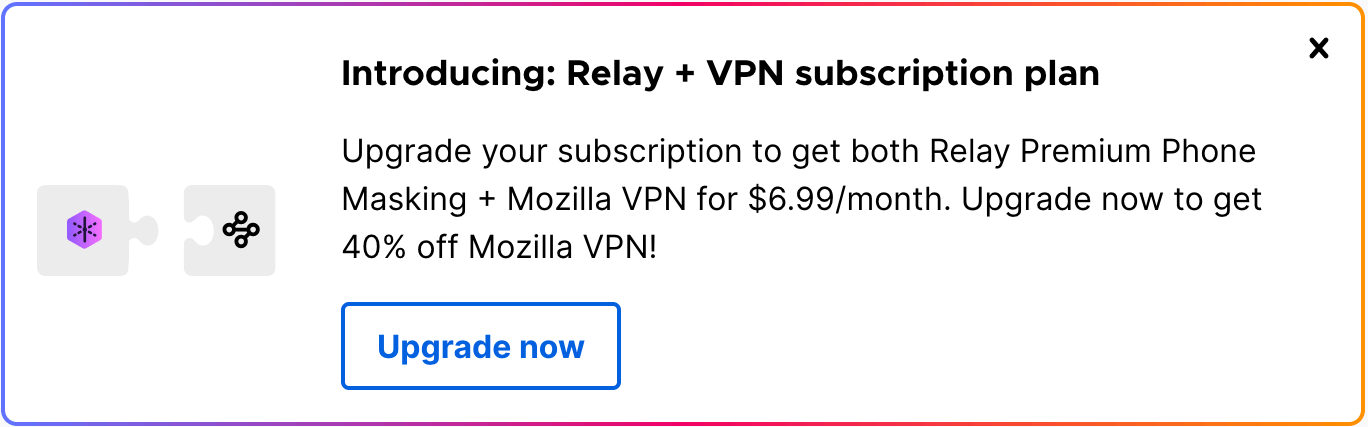 Introducing: Relay + VPN subscription plan
Upgrade your subscription to get both Relay Premium Phone
Masking + Mozilla VPN for $6.99/month. Upgrade now to get
40% off Mozilla VPN!
Upgrade now